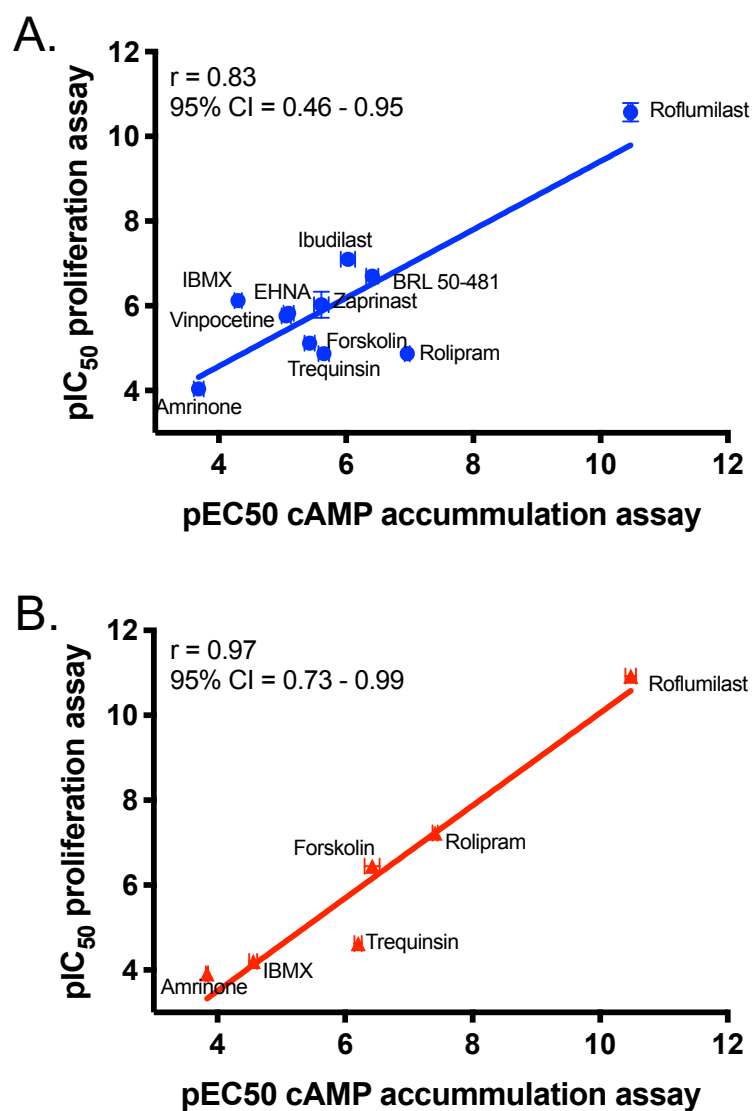 A.
12
r = 0.83
95% CI = 0.46 - 0.95
Roflumilast
10
pIC50 proliferation assay
8
Ibudilast
IBMX
EHNA
BRL 50-481
Zaprinast
6
Vinpocetine
Forskolin
Trequinsin
Rolipram
4
Amrinone
4 6 8 10 12
pEC50 cAMP accummulation assay
B.
12
r = 0.97
95% CI = 0.73 - 0.99
Roflumilast
10
pIC50 proliferation assay
8
Forskolin
Rolipram
6
Trequinsin
4
IBMX
Amrinone
4 6 8 10 12
pEC50 cAMP accummulation assay